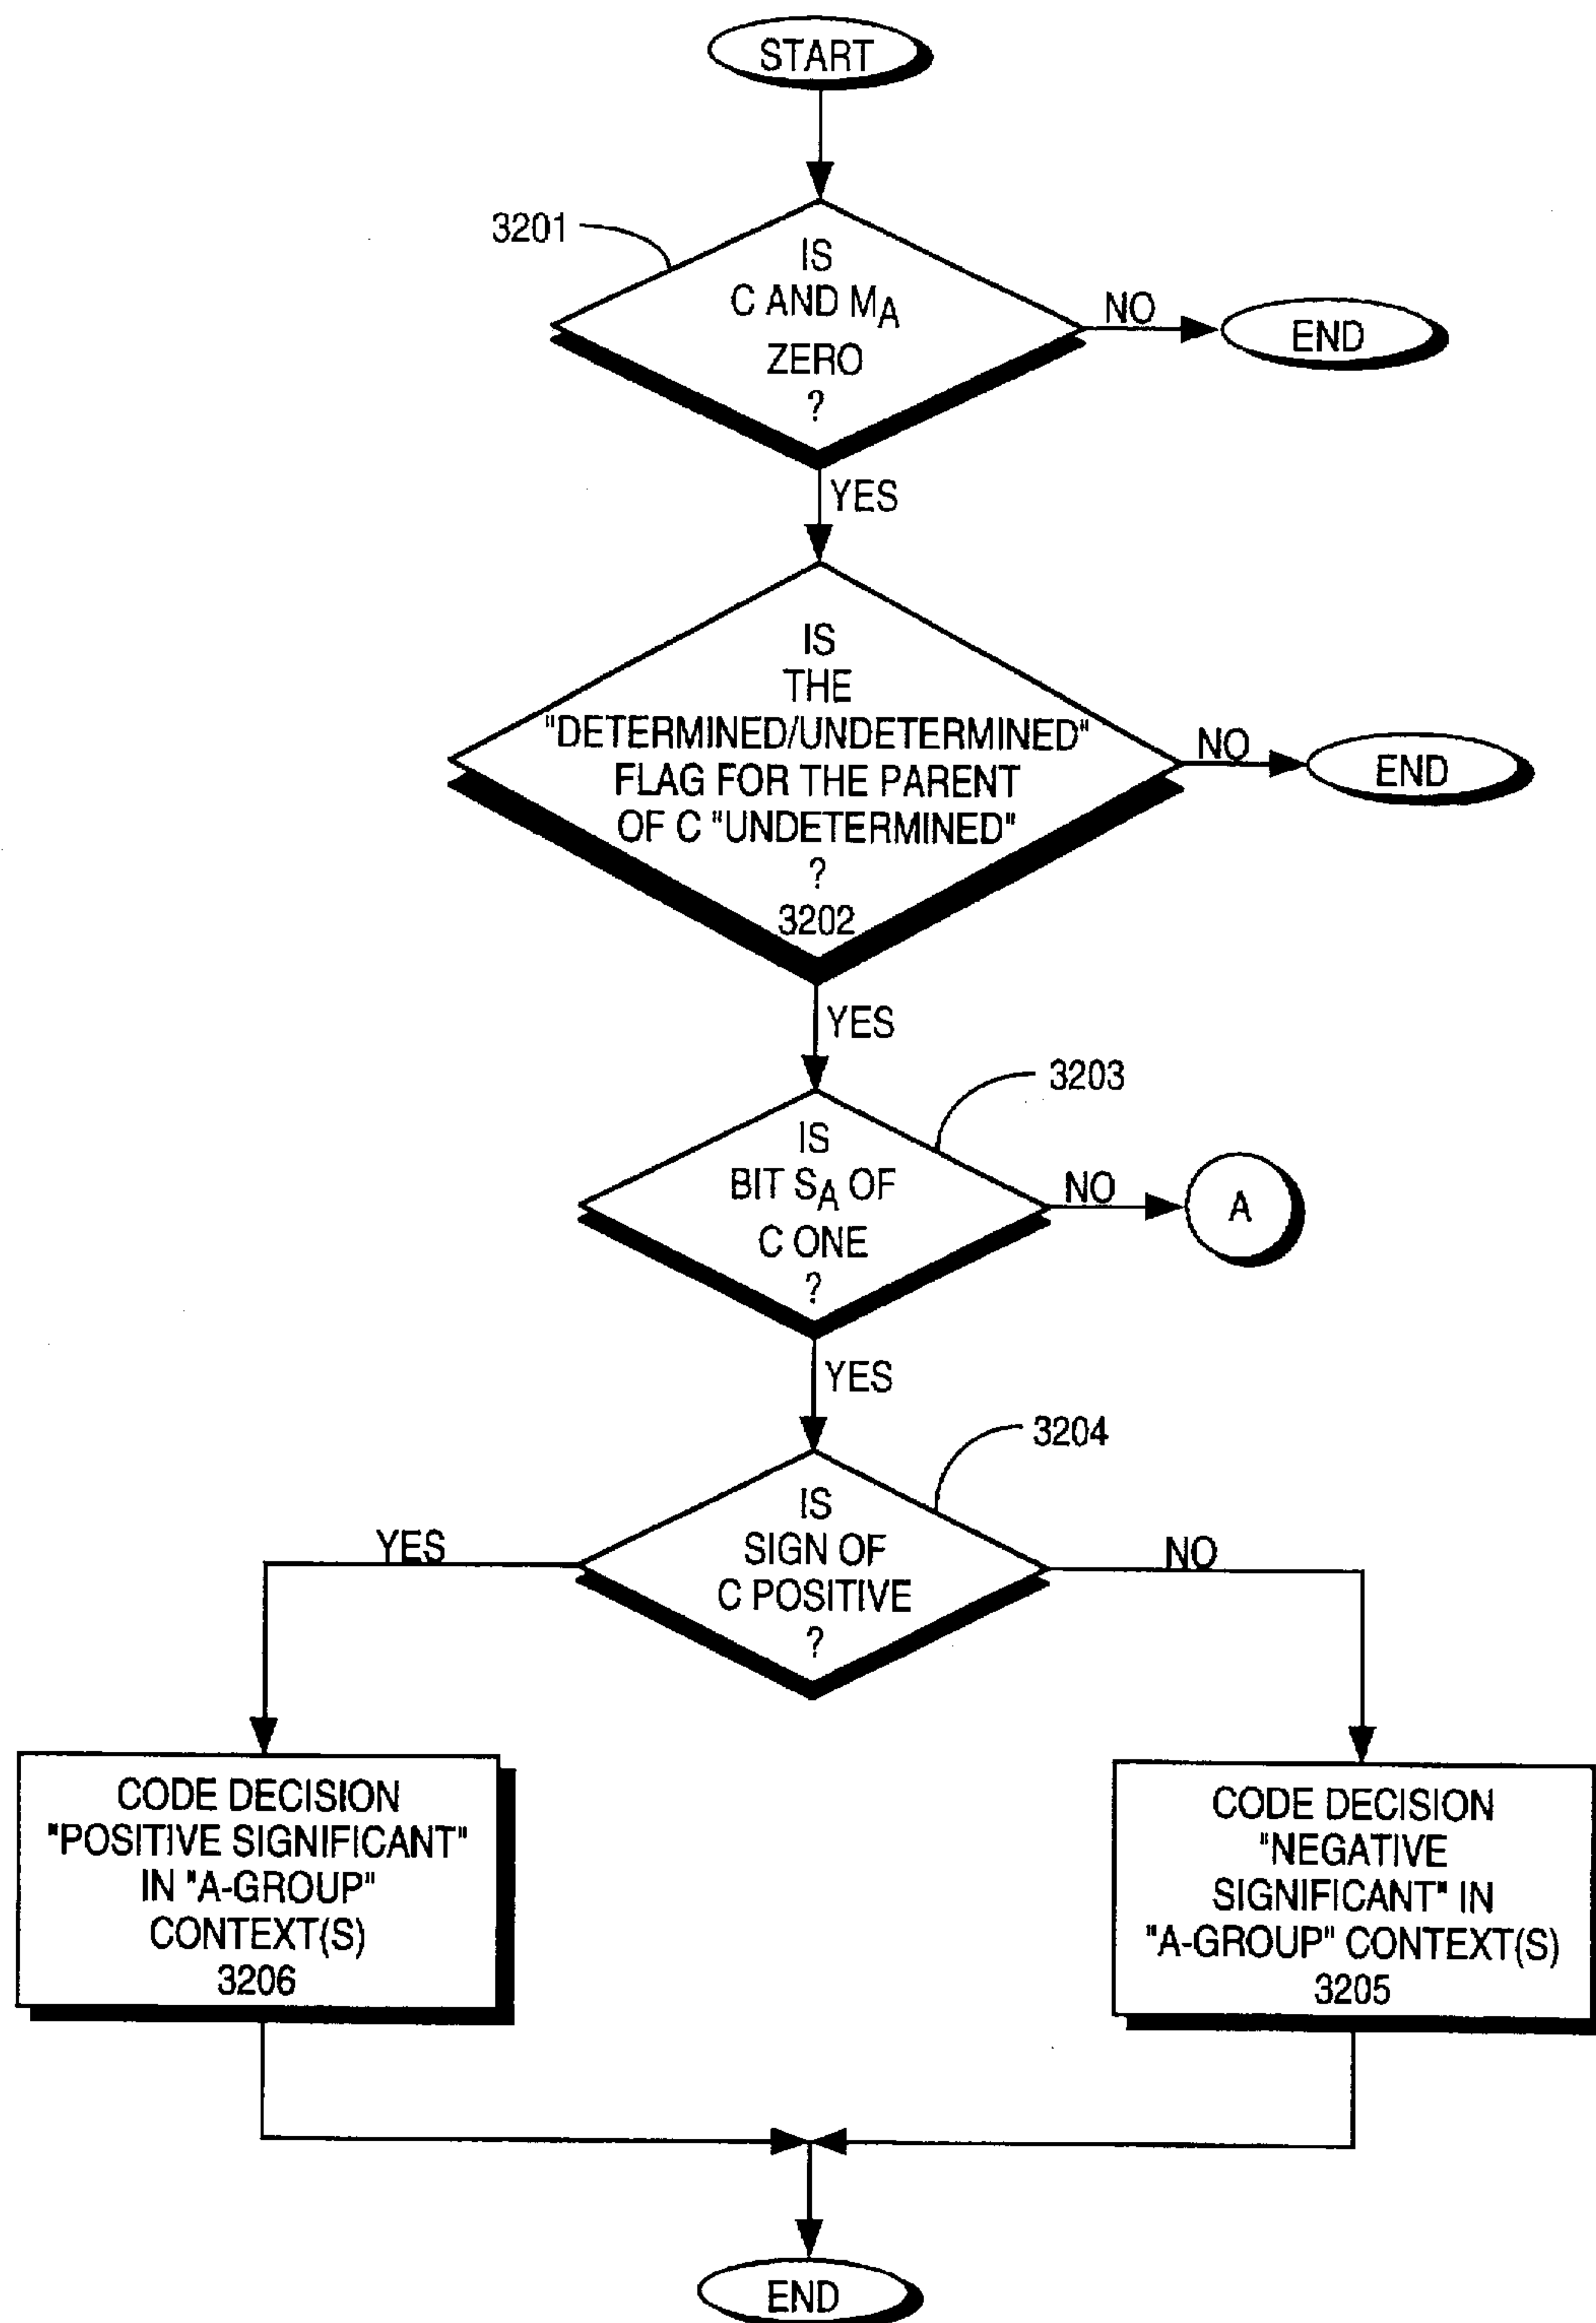 START
3201
IS
C AND MA
ZERO
?
NO
END
YES
IS
THE
"DETERMINED/UNDETERMINED"
FLAG FOR THE PARENT
OF C "UNDETERMINED"
?
3202
NO
END
YES
3203
IS
BIT SA OF
C ONE
?
NO
A
YES
3204
IS
SIGN OF
C POSITIVE
?
YES
NO
CODE DECISION
"POSITIVE SIGNIFICANT"
IN "A-GROUP"
CONTEXT(S)
3206
CODE DECISION
"NEGATIVE
SIGNIFICANT" IN
"A-GROUP" CONTEXT(S)
3205
END